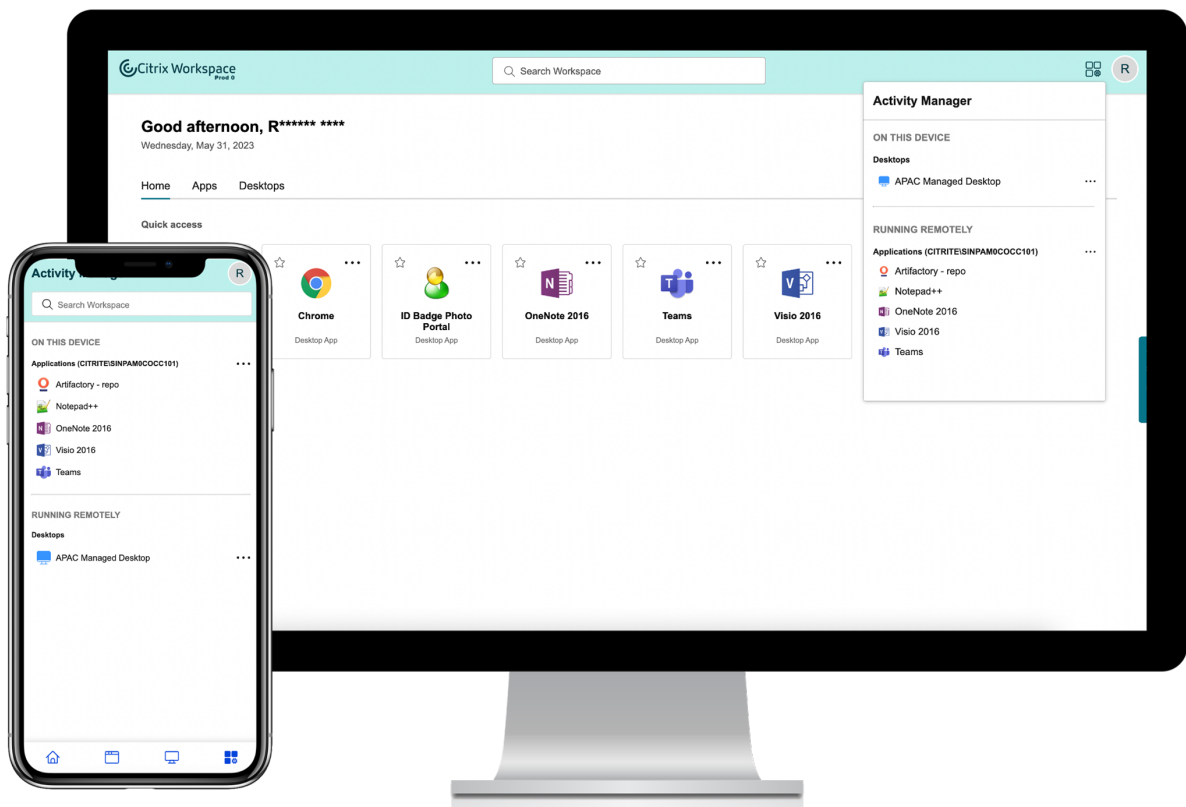 Citrix Workspace
Prod 0
Search Workspace
R
Good afternoon, R****** ****
Wednesday, May 31, 2023
Home Apps Desktops
Quick access
Chrome
Desktop App
ID Badge Photo
Portal
Desktop App
OneNote 2016
Desktop App
Teams
Desktop App
Visio 2016
Desktop App
Activity Manager
ON THIS DEVICE
Desktops
APAC Managed Desktop
RUNNING REMOTELY
Applications (CITRITE\SINPAM0COCC101)
Artifactory - repo
Notepad++
OneNote 2016
Visio 2016
Teams
Activity
R
Search Workspace
ON THIS DEVICE
Applications (CITRITE\SINPAM0COCC101)
Artifactory - repo
Notepad++
OneNote 2016
Visio 2016
Teams
RUNNING REMOTELY
Desktops
APAC Managed Desktop